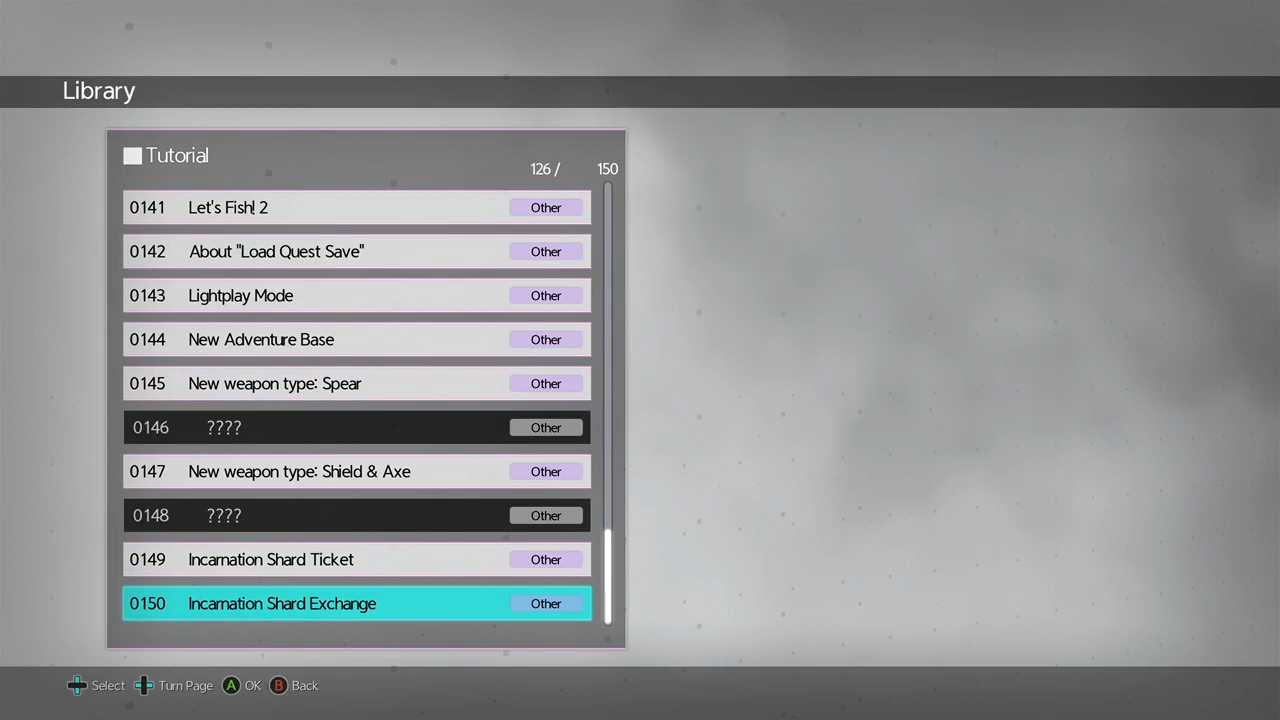 Library
Tutorial
126 / 150
0141 Let's Fish! 2 Other
0142 About "Load Quest Save" Other
0143 Lightplay Mode Other
0144 New Adventure Base Other
0145 New weapon type: Spear Other
0146 ???? Other
0147 New weapon type: Shield & Axe Other
0148 ???? Other
0149 Incarnation Shard Ticket Other
0150 Incarnation Shard Exchange Other
Select Turn Page A OK B Back